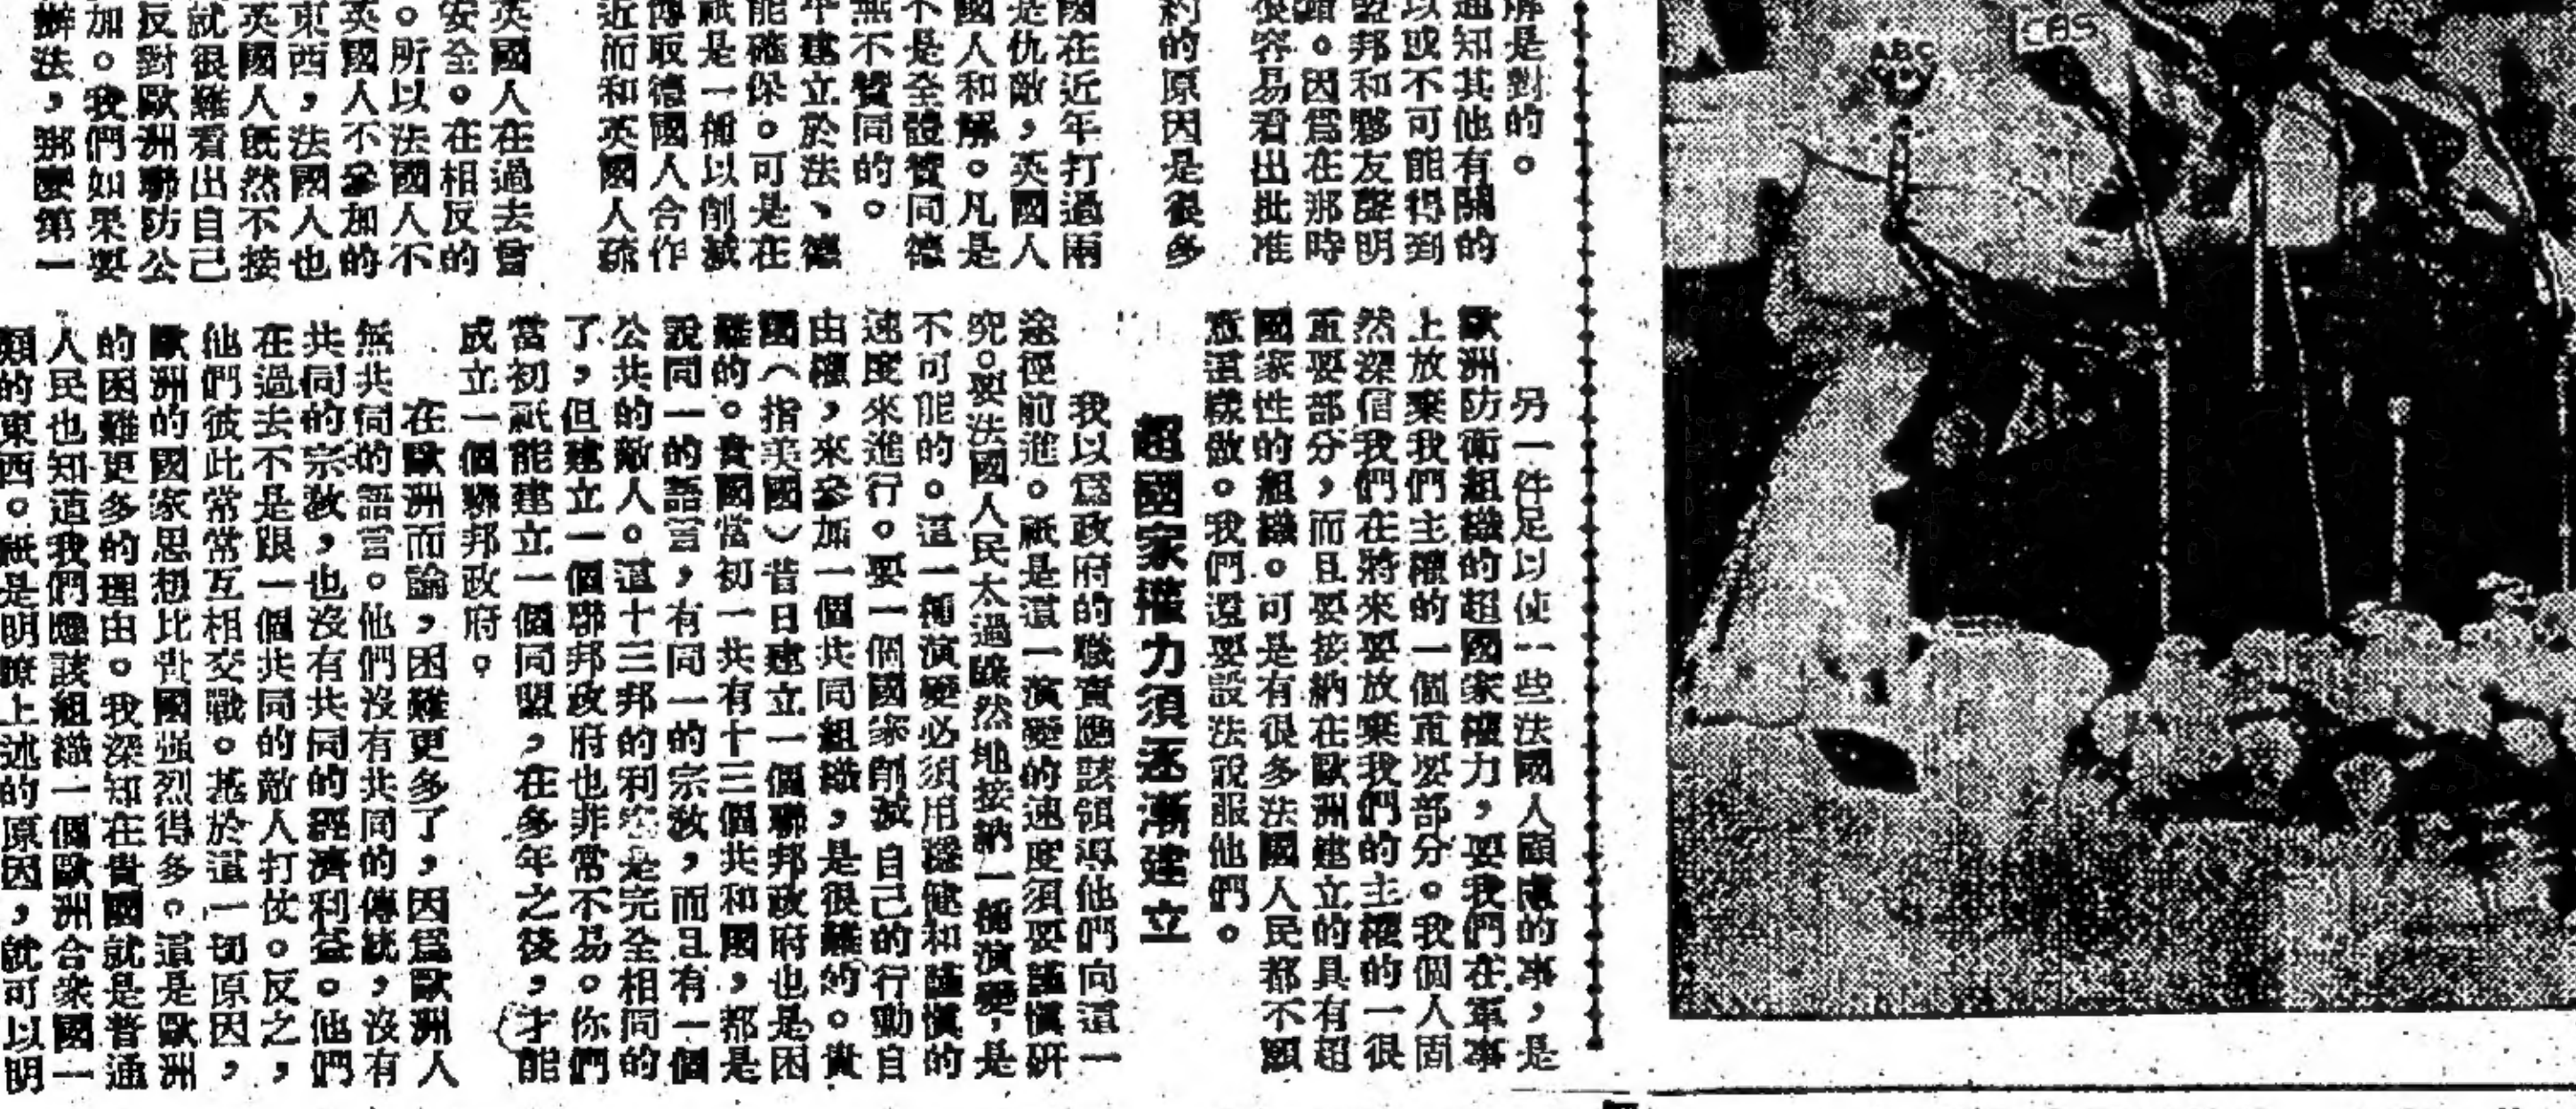 解是對的。
通知其他有關的
以或不可能得到
盟邦和夥友聲明
錯。因爲在那時
很容易看出批准
約的原因是很多
國在近年打過兩
是仇敵，英國人
國人和解。凡是
不是全體贊同德
無不贊同的。
年建立於法、德
能確保。可是在
祇是一種以削減
傅取德國人合作
近而和英國人疏
英國人在過去曾
安全。在相反的
。所以法國人不
英國人不參加的
東西，法國人也
英國人既然不接
就很難看出自己
反對歐洲聯防公
加。我們如果要
辦法，那麼第一
另一件足以使一些法國人顧慮的事，是
歐洲防衛組織的超國家權力，要我們在軍事
上放棄我們主權的一個重要部分。我個人固
然深信我們在將來要放棄我們的主權的一很
重要部分，而且要接納在歐洲建立的具有超
國家性的組織。可是有很多法國人民都不願
意這樣做。我們還要設法說服他們。
超國家權力須逐漸建立
我以爲政府的職責應該領導他們向這一
途徑前進。祇是這一演變的速度須要謹愼硏
究。要法國人民太過驟然地接納一種演變，是
不可能的。這一種演變必須用穩健和謹愼的
速度來進行。要一個國家削減自己的行動自
由權，來參加一個共同組織，是很難的。貴
國（指美國）昔日建立一個聯邦政府也是困
難的。貴國當初一共有十三個共和國，都是
說同一的語言，有同一的宗敎，而且有一個
公共的敵人。這十三邦的利害是完全相同的
了，但建立一個聯邦政府也非常不易。你們
當初祇能建立一個同盟，在多年之後，才能
成立一個聯邦政府。
在歐洲而論，困難更多了，因爲歐洲人
無共同的語言。他們沒有共同的傳統，沒有
共同的宗敎，也沒有共同的經濟利益。他們
在過去不是跟一個共同的敵人打仗。反之，
他們彼此常常互相交戰。基於這一切原因，
歐洲的國家思想比貴國强烈得多。這是歐洲
的困難更多的理由。我深知在貴國就是普通
人民也知道我們應該組織一個歐洲合衆國一
類的東西。祇是明瞭上述的原因，就可以明
ABC
CBS